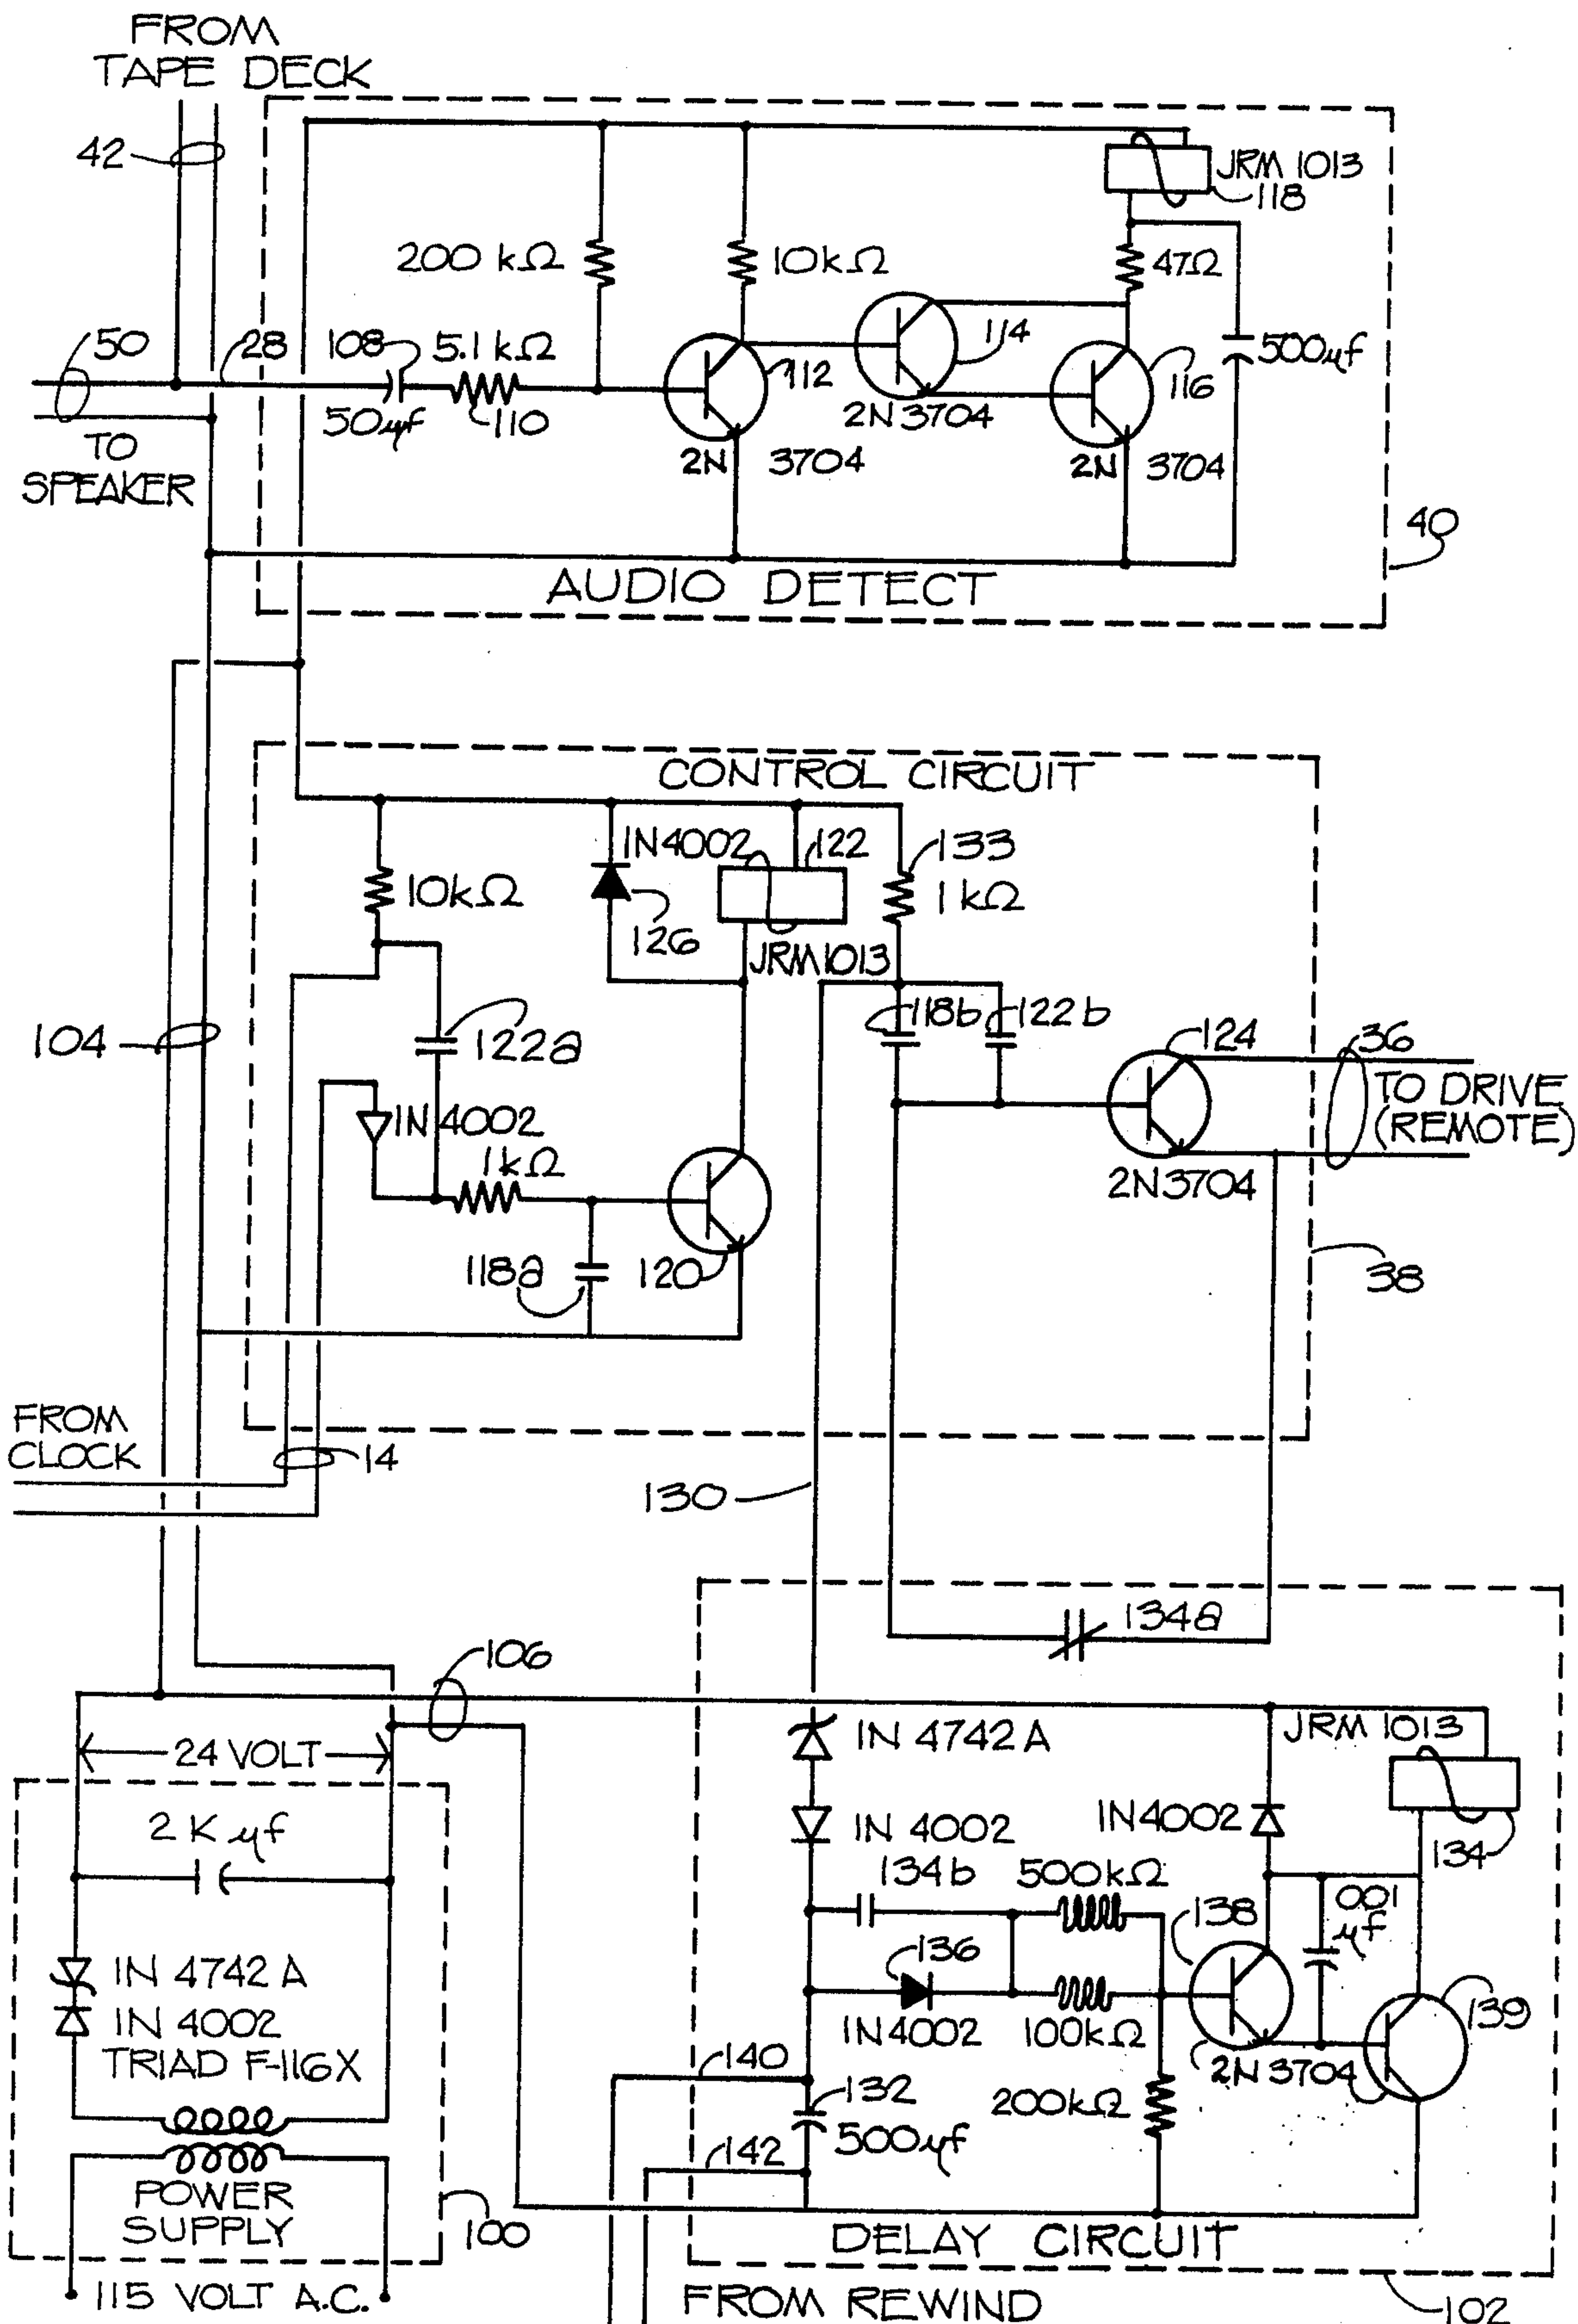 FROM
TAPE DECK
42
JRM 1013
118
200 kΩ
10kΩ
47Ω
50
28
108
5.1 kΩ
112
114
116
500μf
50μf
110
2N 3704
2N 3704
2N 3704
TO
SPEAKER
40
AUDIO DETECT
CONTROL CIRCUIT
IN4002
122
133
10kΩ
1 kΩ
126
JRM1013
118b
122b
104
122a
124
36
TO DRIVE
(REMOTE)
IN 4002
1kΩ
2N3704
118a
120
38
FROM
CLOCK
14
130
134a
106
24 VOLT
IN 4742A
JRM 1013
2 K μf
IN 4002
IN4002
134
134b
500kΩ
138
001
μf
IN 4742A
136
139
IN 4002
IN4002
100kΩ
2N 3704
TRIAD F-116X
140
132
200kΩ
500μf
142
POWER
SUPPLY
100
DELAY CIRCUIT
115 VOLT A.C.
FROM REWIND
102